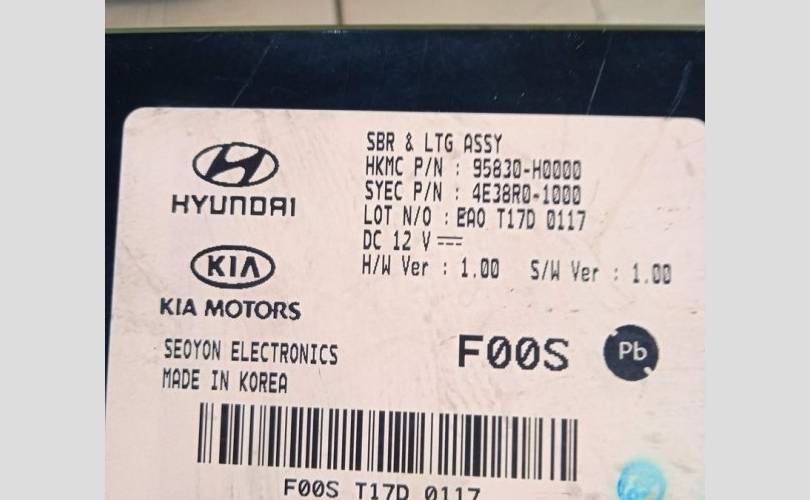 SBR & LTG ASSY
HKMC P/N : 95830-H0000
SYEC P/N : 4E38R0-1000
LOT N/O : EA0 T17D 0117
DC 12 V
H/W Ver : 1.00 S/W Ver : 1.00
HYUNDAI
KIA
KIA MOTORS
SEOYON ELECTRONICS
MADE IN KOREA
F00S
Pb
F00S T17D 0117